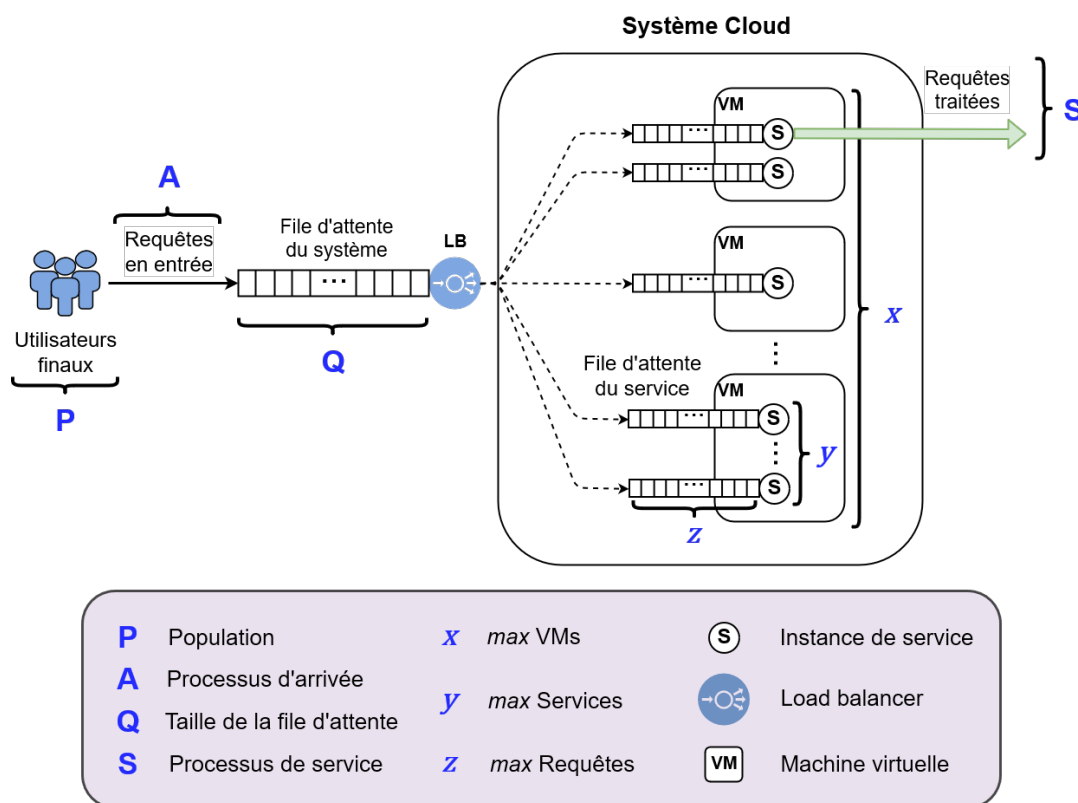 Système Cloud
Requêtes
traitées
S
VM
S
S
A
Requêtes
en entrée
File d'attente
du système
LB
...
Q
Utilisateurs
finaux
P
VM
...
S
...
S
VM
...
S
x
File d'attente
du service
VM
...
S
y
...
S
z
P Population
x max VMs
S Instance de service
A Processus d'arrivée
y max Services
Load balancer
Q Taille de la file d'attente
S Processus de service
z max Requêtes
VM Machine virtuelle